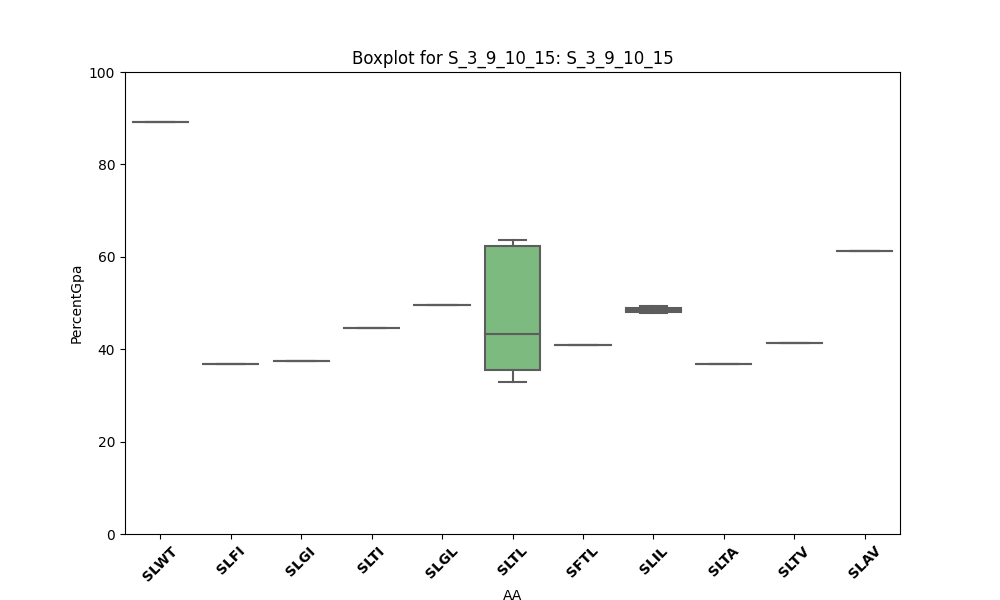 Boxplot for S_3_9_10_15: S_3_9_10_15
100
80
60
40
20
0
PercentGpa
SLWT
SLFI
SLGI
SLTI
SLGL
SLTL
SFTL
SLIL
SLTA
SLTV
SLAV
AA